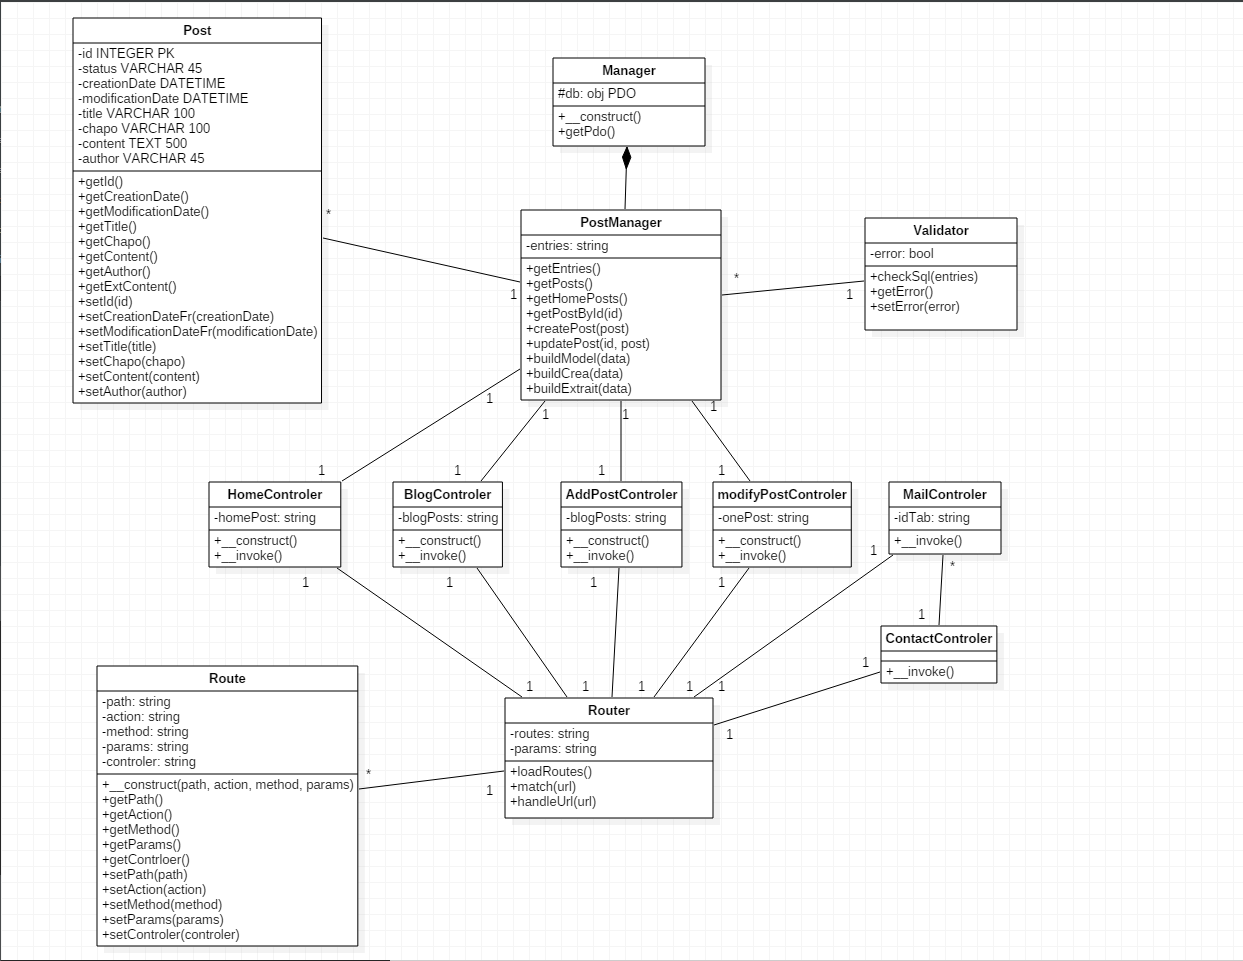 Post
-id INTEGER PK
-status VARCHAR 45
-creationDate DATETIME
-modificationDate DATETIME
-title VARCHAR 100
-chapo VARCHAR 100
-content TEXT 500
-author VARCHAR 45
+getId()
+getCreationDate()
+getModificationDate()
+getTitle()
+getChapo()
+getContent()
+getAuthor()
+getExtContent()
+setId(id)
+setCreationDateFr(creationDate)
+setModificationDateFr(modificationDate)
+setTitle(title)
+setChapo(chapo)
+setContent(content)
+setAuthor(author)
Manager
#db: obj PDO
+__construct()
+getPdo()
*
1
PostManager
-entries: string
+getEntries()
+getPosts()
+getHomePosts()
+getPostById(id)
+createPost(post)
+updatePost(id, post)
+buildModel(data)
+buildCrea(data)
+buildExtrait(data)
*
1
Validator
-error: bool
+checkSql(entries)
+getError()
+setError(error)
1
1
1
1
1
1
1
1
HomeControler
-homePost: string
+__construct()
+__invoke()
BlogControler
-blogPosts: string
+__construct()
+__invoke()
AddPostControler
-blogPosts: string
+__construct()
+__invoke()
modifyPostControler
-onePost: string
+__construct()
+__invoke()
MailControler
-idTab: string
+__invoke()
1
1
1
1
1
*
1
ContactControler
+__invoke()
1
1
1
1
1
1
1
Route
-path: string
-action: string
-method: string
-params: string
-controler: string
+__construct(path, action, method, params)
+getPath()
+getAction()
+getMethod()
+getParams()
+getContrloer()
+setPath(path)
+setAction(action)
+setMethod(method)
+setParams(params)
+setControler(controler)
*
1
Router
-routes: string
-params: string
+loadRoutes()
+match(url)
+handleUrl(url)